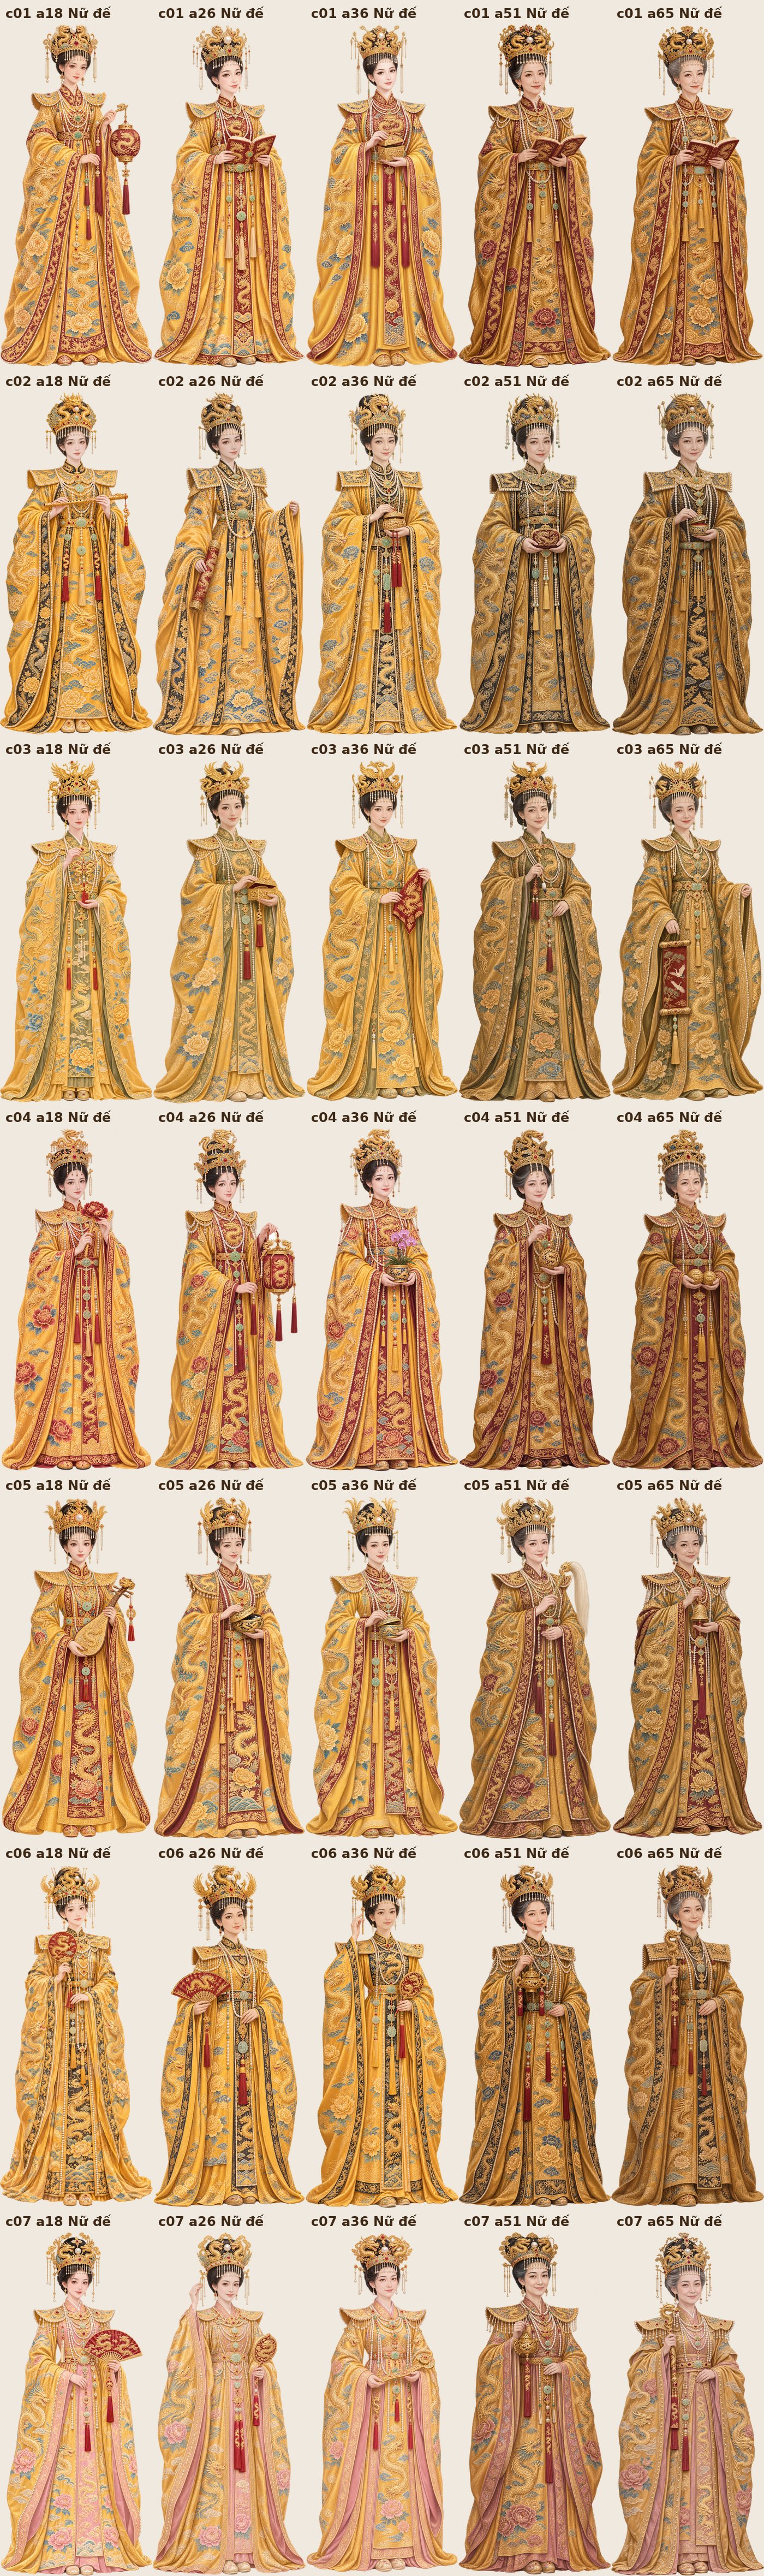 c01 a18 Nữ đế
c01 a26 Nữ đế
c01 a36 Nữ đế
c01 a51 Nữ đế
c01 a65 Nữ đế
c02 a18 Nữ đế
c02 a26 Nữ đế
c02 a36 Nữ đế
c02 a51 Nữ đế
c02 a65 Nữ đế
c03 a18 Nữ đế
c03 a26 Nữ đế
c03 a36 Nữ đế
c03 a51 Nữ đế
c03 a65 Nữ đế
c04 a18 Nữ đế
c04 a26 Nữ đế
c04 a36 Nữ đế
c04 a51 Nữ đế
c04 a65 Nữ đế
c05 a18 Nữ đế
c05 a26 Nữ đế
c05 a36 Nữ đế
c05 a51 Nữ đế
c05 a65 Nữ đế
c06 a18 Nữ đế
c06 a26 Nữ đế
c06 a36 Nữ đế
c06 a51 Nữ đế
c06 a65 Nữ đế
c07 a18 Nữ đế
c07 a26 Nữ đế
c07 a36 Nữ đế
c07 a51 Nữ đế
c07 a65 Nữ đế